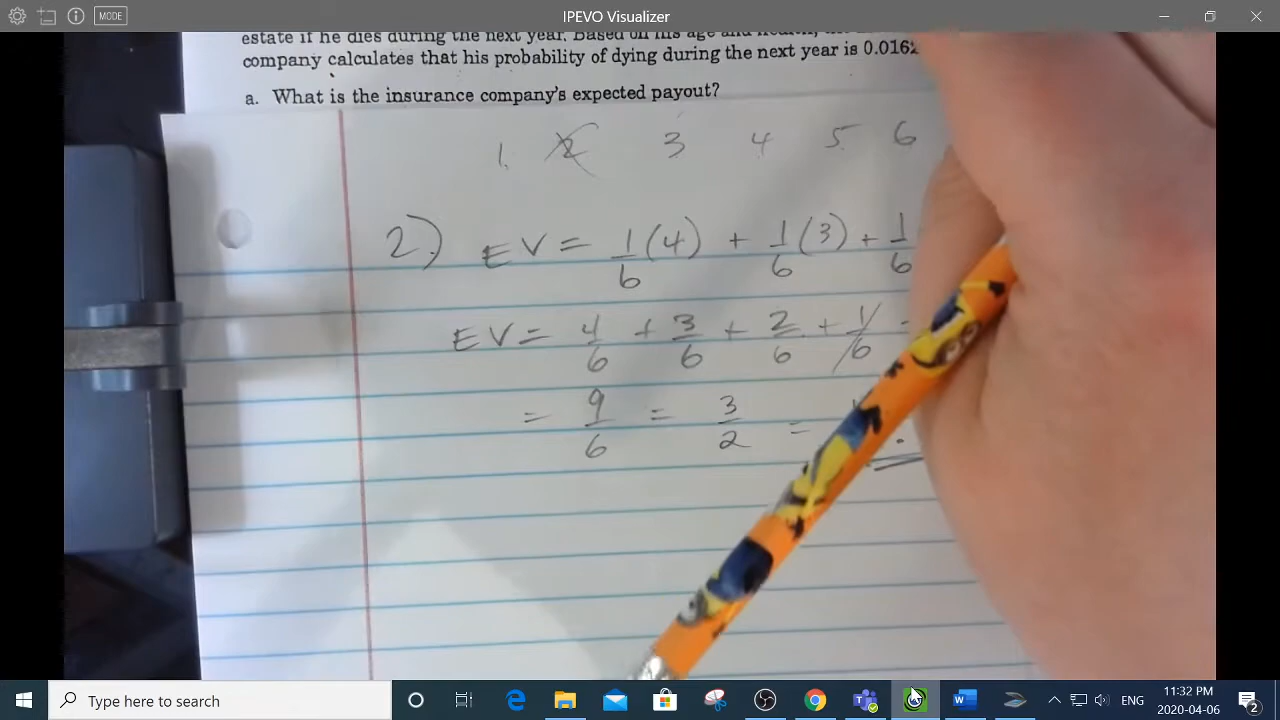 MODE
IPEVO Visualizer
estate if he dies during the next year. Based on his age and
company calculates that his probability of dying during the next year is 0.0162
a. What is the insurance company's expected payout?
1. 2 3 4 5. 6
2) EV = 1/6 (4) + 1/6 (3) + 1/6
EV = 4/6 + 3/6 + 2/6 + 1/6 -
= 9/6 = 3/2 =
Type here to search
ENG
11:32 PM
2020-04-06
2